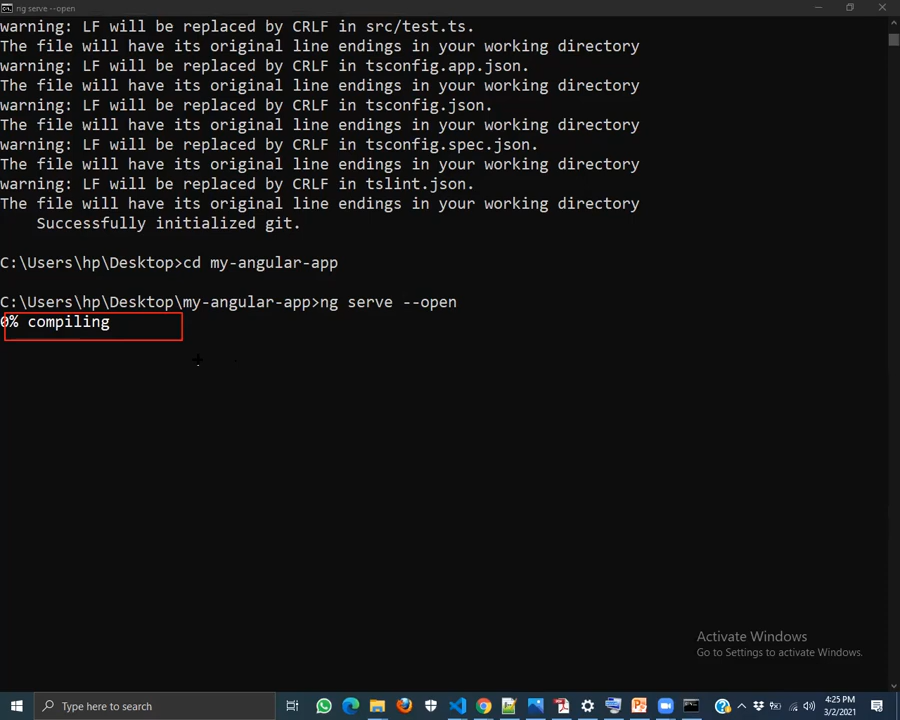 ng serve --open
warning: LF will be replaced by CRLF in src/test.ts.
The file will have its original line endings in your working directory
warning: LF will be replaced by CRLF in tsconfig.app.json.
The file will have its original line endings in your working directory
warning: LF will be replaced by CRLF in tsconfig.json.
The file will have its original line endings in your working directory
warning: LF will be replaced by CRLF in tsconfig.spec.json.
The file will have its original line endings in your working directory
warning: LF will be replaced by CRLF in tslint.json.
The file will have its original line endings in your working directory
    Successfully initialized git.
C:\Users\hp\Desktop>cd my-angular-app
C:\Users\hp\Desktop\my-angular-app>ng serve --open
0% compiling
Activate Windows
Go to Settings to activate Windows.
Type here to search
4:25 PM
3/2/2021